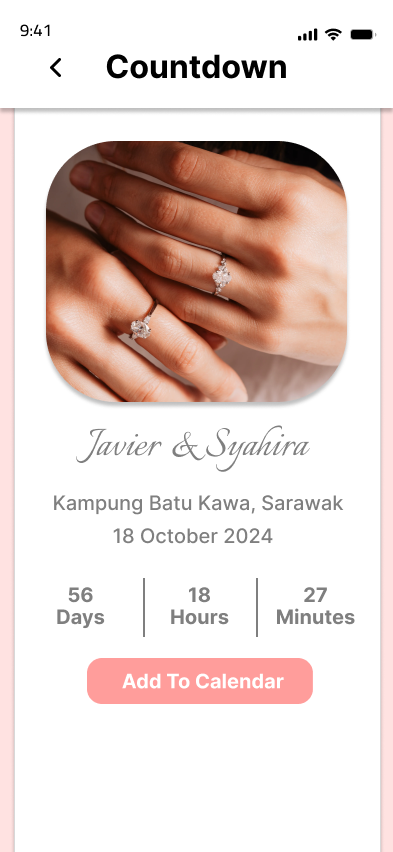 9:41
Countdown
Javier & Syahira
Kampung Batu Kawa, Sarawak
18 October 2024
56 18 27
Days Hours Minutes
Add To Calendar